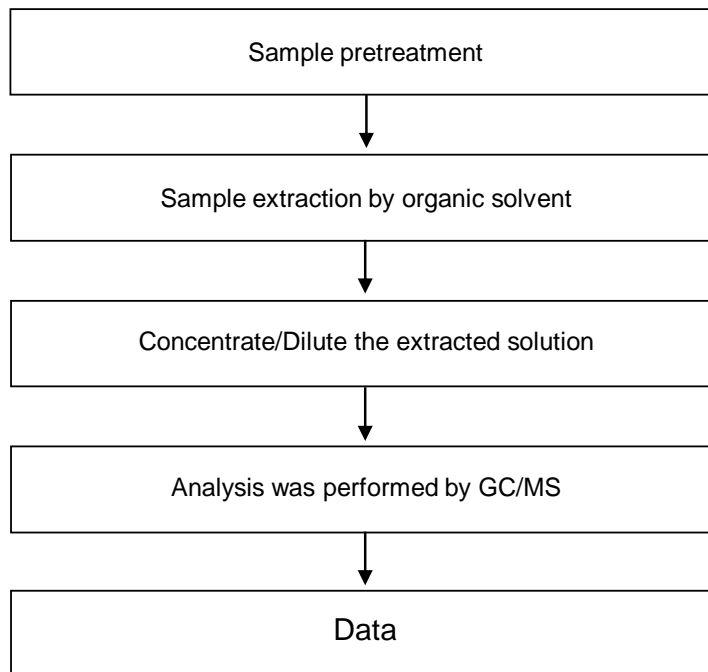 Sample pretreatment
Sample extraction by organic solvent
Concentrate/Dilute the extracted solution
Analysis was performed by GC/MS
Data